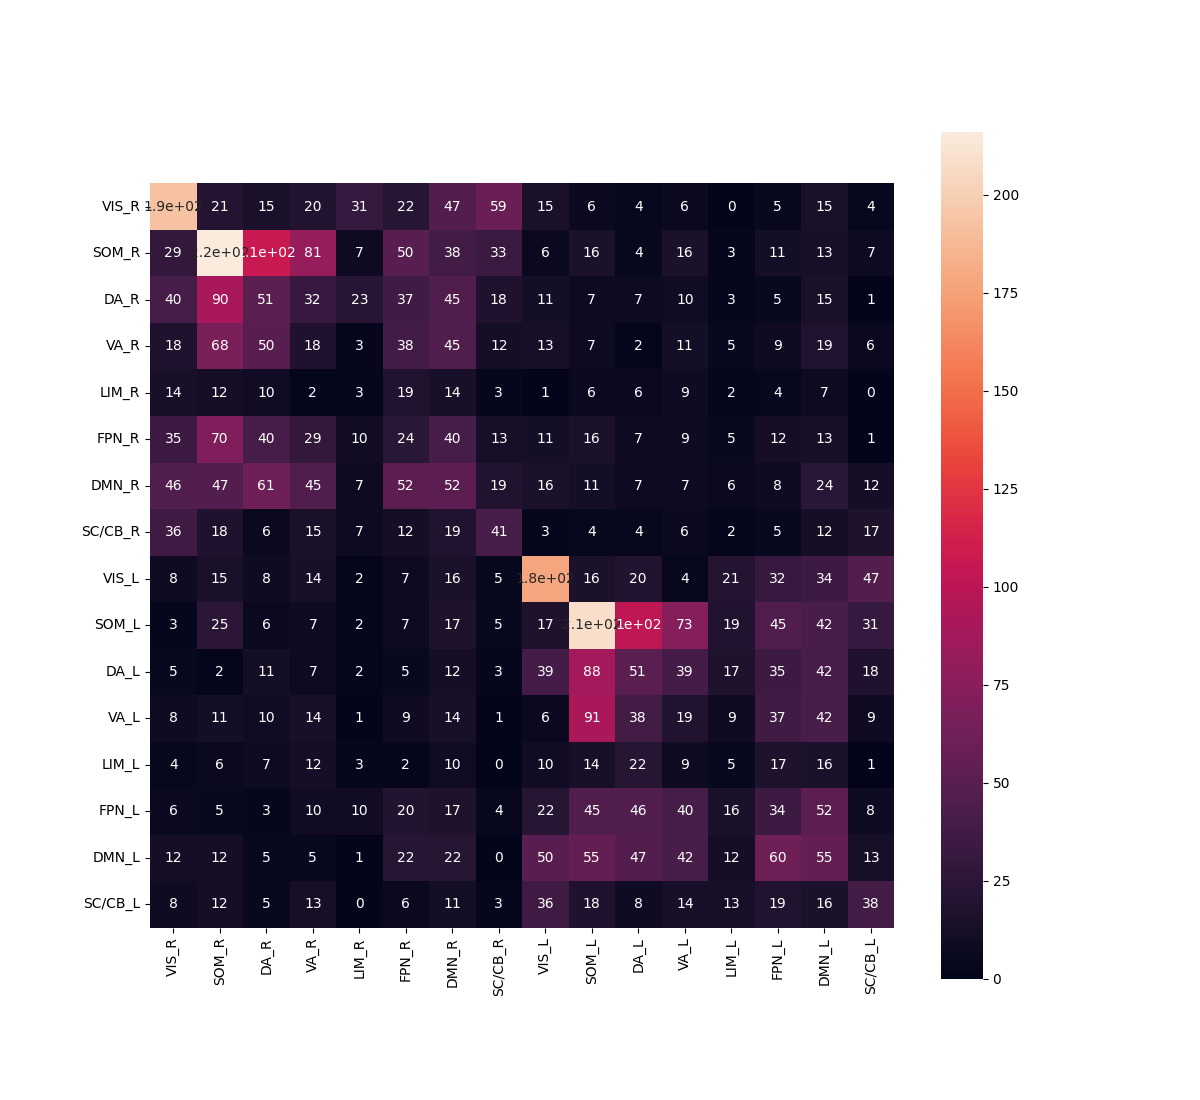 VIS_R 1.9e+02 21 15 20 31 22 47 59 15 6 4 6 0 5 15 4
SOM_R 29 2.2e+02 1.1e+02 81 7 50 38 33 6 16 4 16 3 11 13 7
DA_R 40 90 51 32 23 37 45 18 11 7 7 10 3 5 15 1
VA_R 18 68 50 18 3 38 45 12 13 7 2 11 5 9 19 6
LIM_R 14 12 10 2 3 19 14 3 1 6 6 9 2 4 7 0
FPN_R 35 70 40 29 10 24 40 13 11 16 7 9 5 12 13 1
DMN_R 46 47 61 45 7 52 52 19 16 11 7 7 6 8 24 12
SC/CB_R 36 18 6 15 7 12 19 41 3 4 4 6 2 5 12 17
VIS_L 8 15 8 14 2 7 16 5 1.8e+02 16 20 4 21 32 34 47
SOM_L 3 25 6 7 2 7 17 5 17 2.1e+02 1e+02 73 19 45 42 31
DA_L 5 2 11 7 2 5 12 3 39 88 51 39 17 35 42 18
VA_L 8 11 10 14 1 9 14 1 6 91 38 19 9 37 42 9
LIM_L 4 6 7 12 3 2 10 0 10 14 22 9 5 17 16 1
FPN_L 6 5 3 10 10 20 17 4 22 45 46 40 16 34 52 8
DMN_L 12 12 5 5 1 22 22 0 50 55 47 42 12 60 55 13
SC/CB_L 8 12 5 13 0 6 11 3 36 18 8 14 13 19 16 38
VIS_R SOM_R DA_R VA_R LIM_R FPN_R DMN_R SC/CB_R VIS_L SOM_L DA_L VA_L LIM_L FPN_L DMN_L SC/CB_L
200
175
150
125
100
75
50
25
0